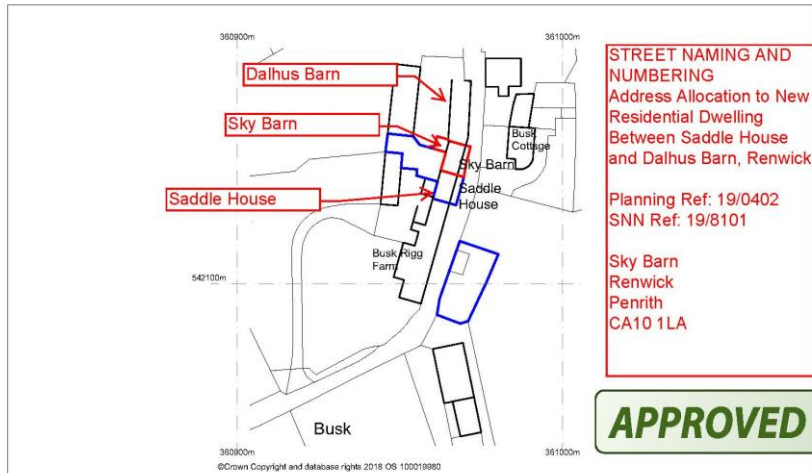 360900m
361000m
Dalhus Barn
Sky Barn
Saddle House
Busk
Cottage
Sky Barn
Saddle
House
Busk Rigg
Farm
542100m
Busk
360900m
361000m
©Crown Copyright and database rights 2018 OS 100019980
STREET NAMING AND
NUMBERING
Address Allocation to New
Residential Dwelling
Between Saddle House
and Dalhus Barn, Renwick
Planning Ref: 19/0402
SNN Ref: 19/8101
Sky Barn
Renwick
Penrith
CA10 1LA
APPROVED